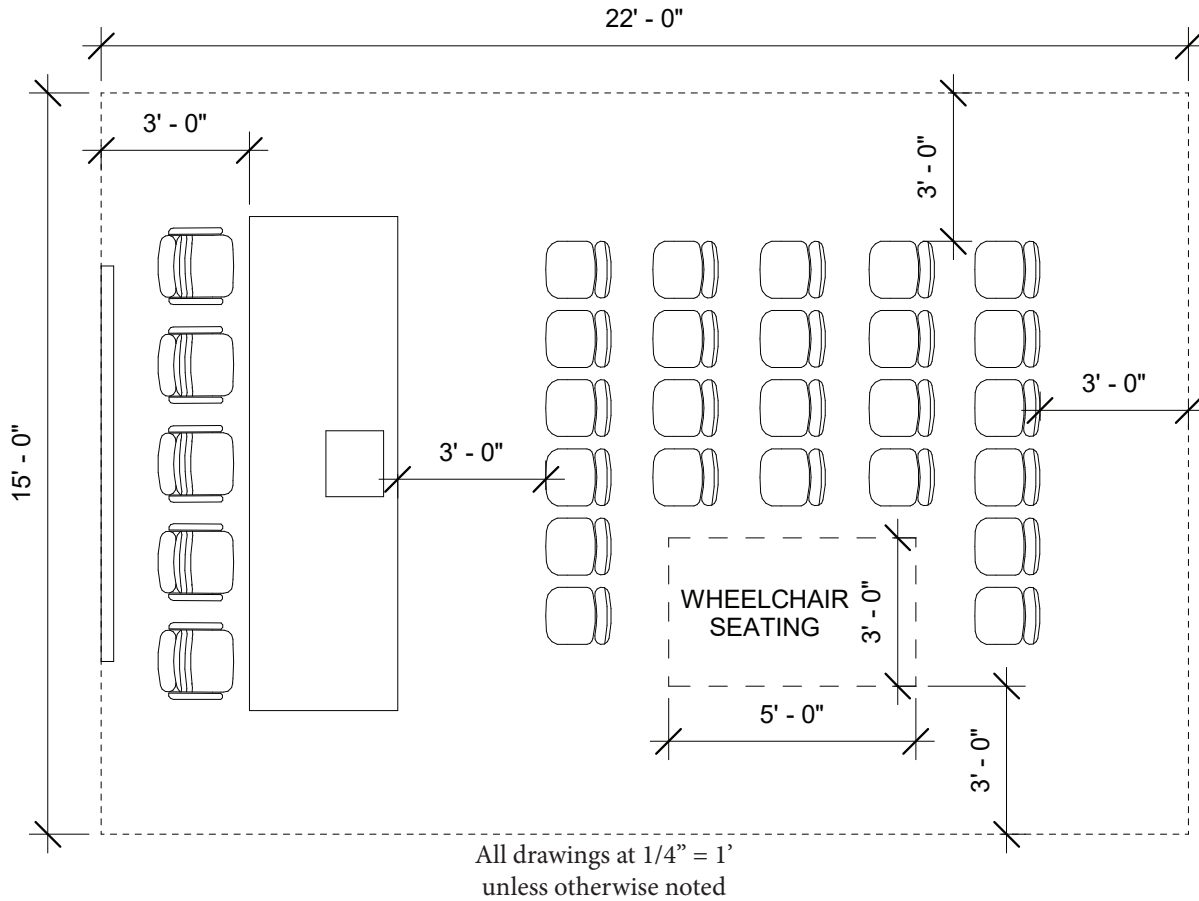 22' - 0"
3' - 0"
3' - 0"
3' - 0"
3' - 0"
15' - 0"
WHEELCHAIR
SEATING
3' - 0"
5' - 0"
3' - 0"
All drawings at 1/4” = 1’
unless otherwise noted